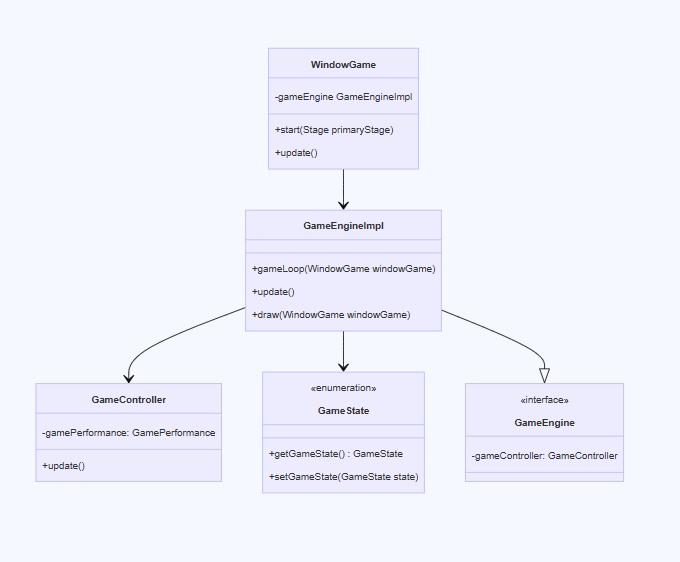 WindowGame
-gameEngine GameEngineImpl
+start(Stage primaryStage)
+update()
GameEngineImpl
+gameLoop(WindowGame windowGame)
+update()
+draw(WindowGame windowGame)
GameController
-gamePerformance: GamePerformance
+update()
«enumeration»
GameState
+getGameState() : GameState
+setGameState(GameState state)
«interface»
GameEngine
-gameController: GameController